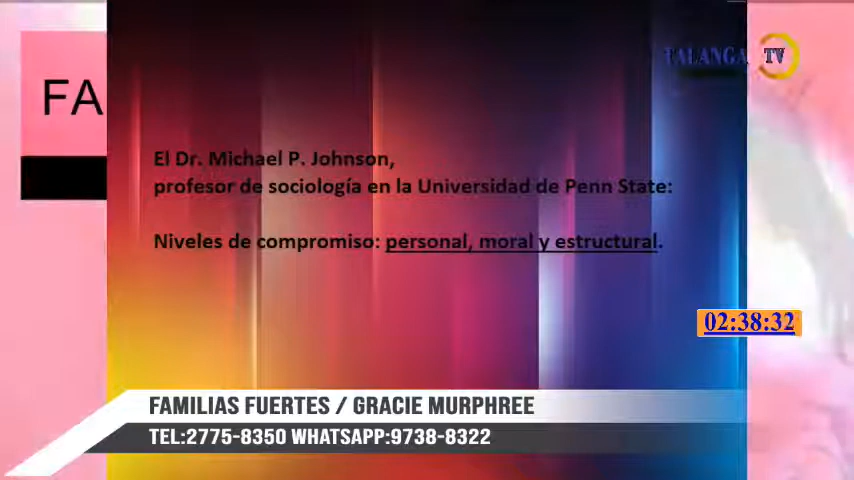 TALANGA TV
FA
El Dr. Michael P. Johnson,
profesor de sociología en la Universidad de Penn State:
Niveles de compromiso: personal, moral y estructural.
02:38:32
FAMILIAS FUERTES / GRACIE MURPHREE
TEL:2775-8350 WHATSAPP:9738-8322